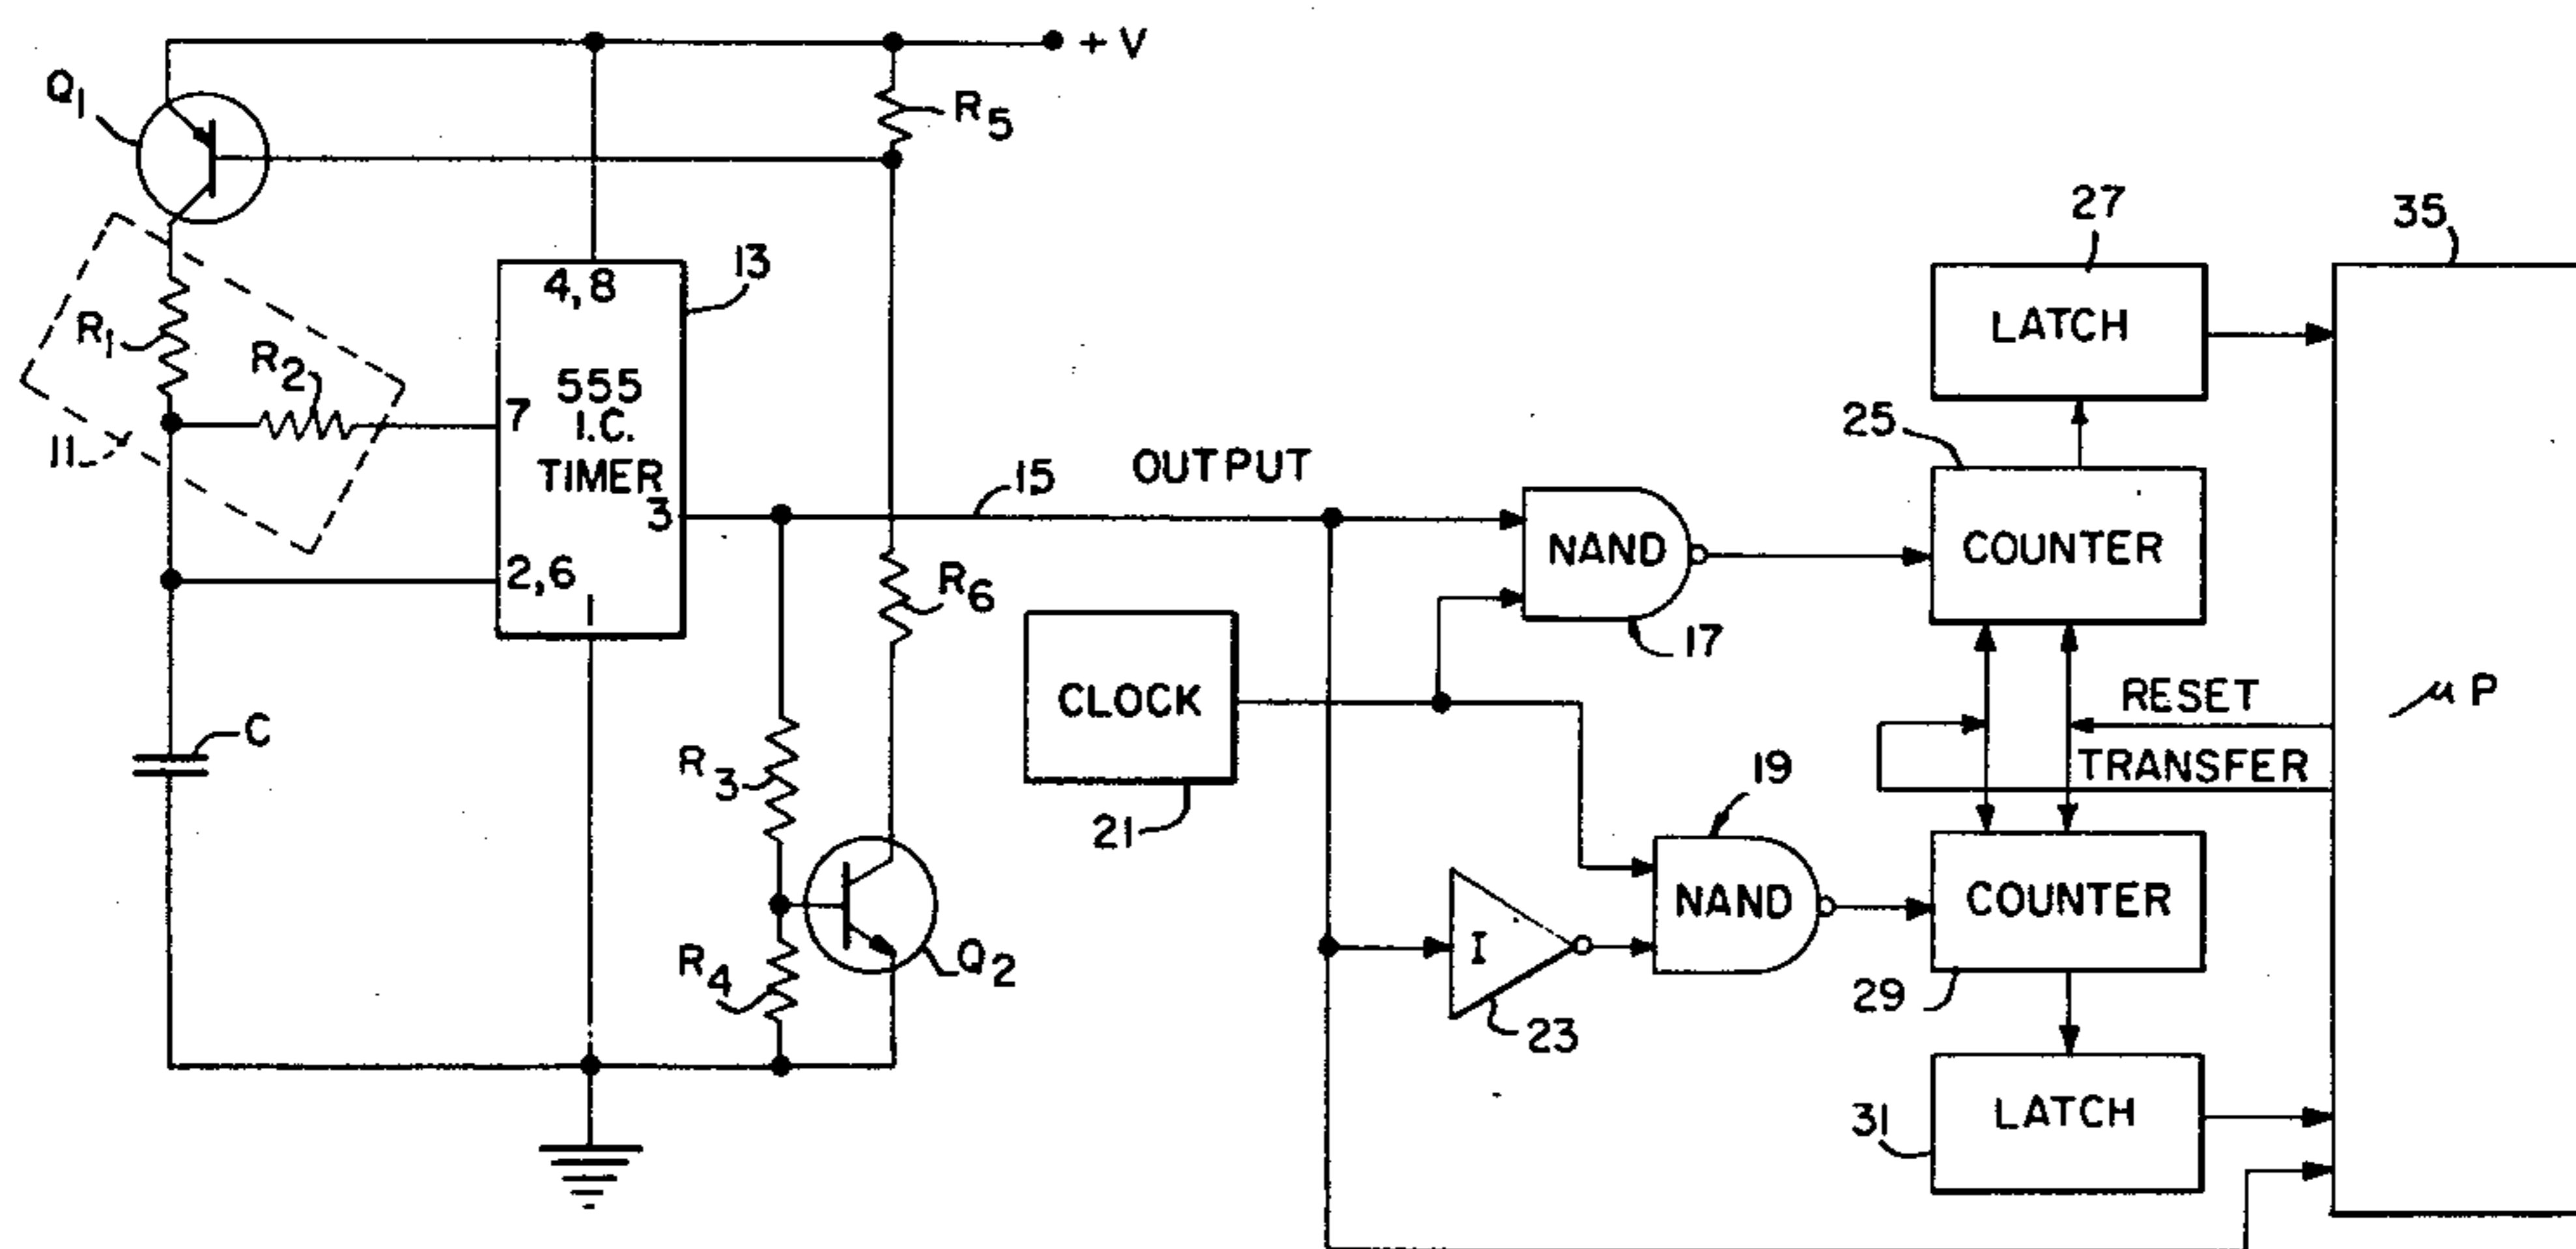 + V
Q1
R5
27
35
4,8
13
LATCH
R1
R2
555
I.C.
TIMER
7
25
11
OUTPUT
15
3
NAND
COUNTER
2,6
R6
1
17
CLOCK
RESET
μP
C
R3
TRANSFER
19
21
NAND
COUNTER
I
R4
Q2
29
23
LATCH
31